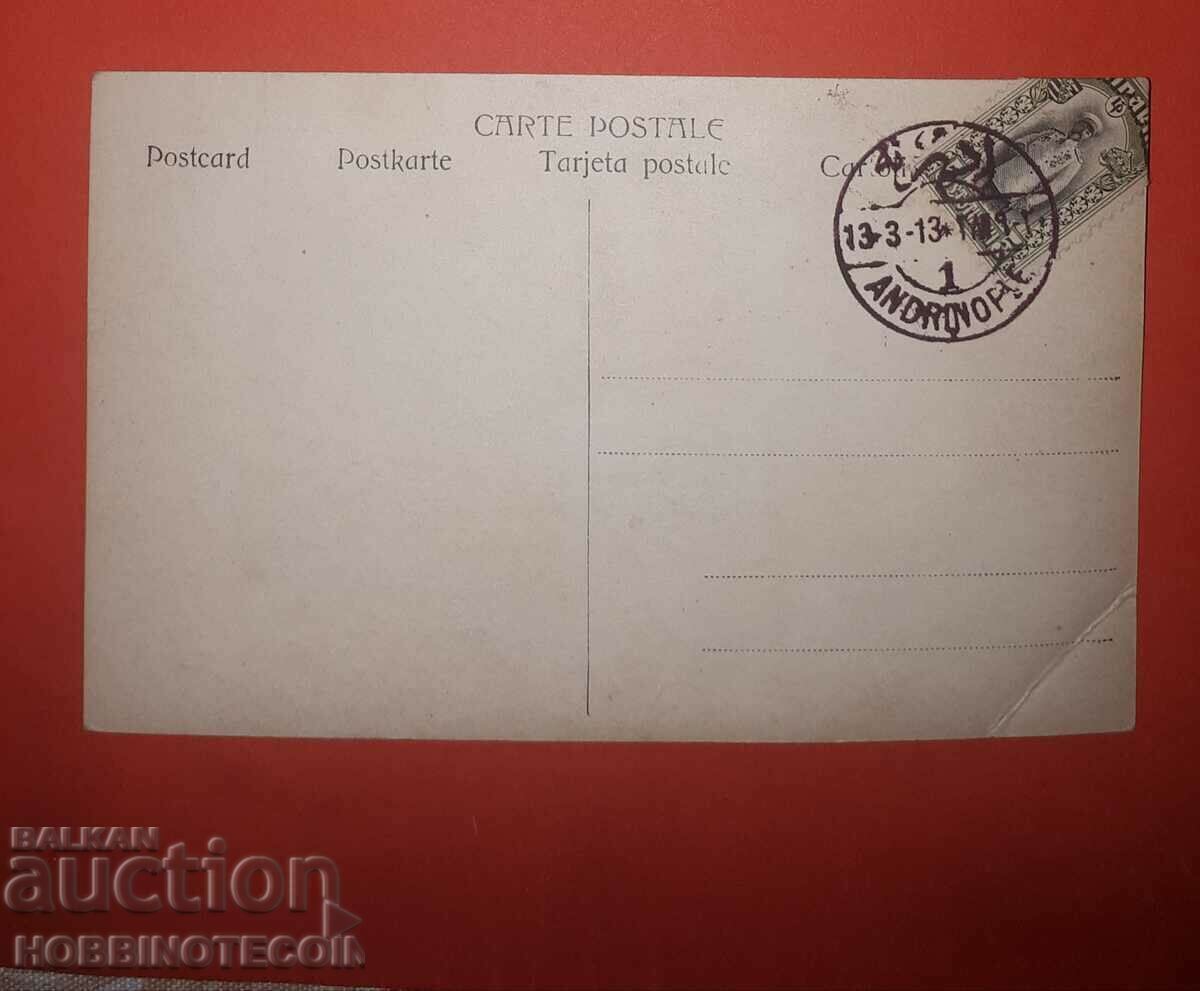 CARTE POSTALE
Postcard Postkarte Tarjeta postale
13-3-13
1
ANDRINOPLE
BALKAN
auction
HOBBINOTECOIN